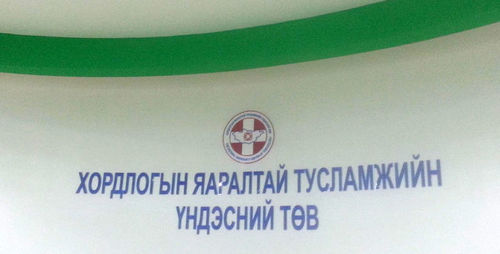 ХОРДЛОГЫН ЯАРАЛТАЙ ТУСЛАМЖИЙН
ҮНДЭСНИЙ ТӨВ